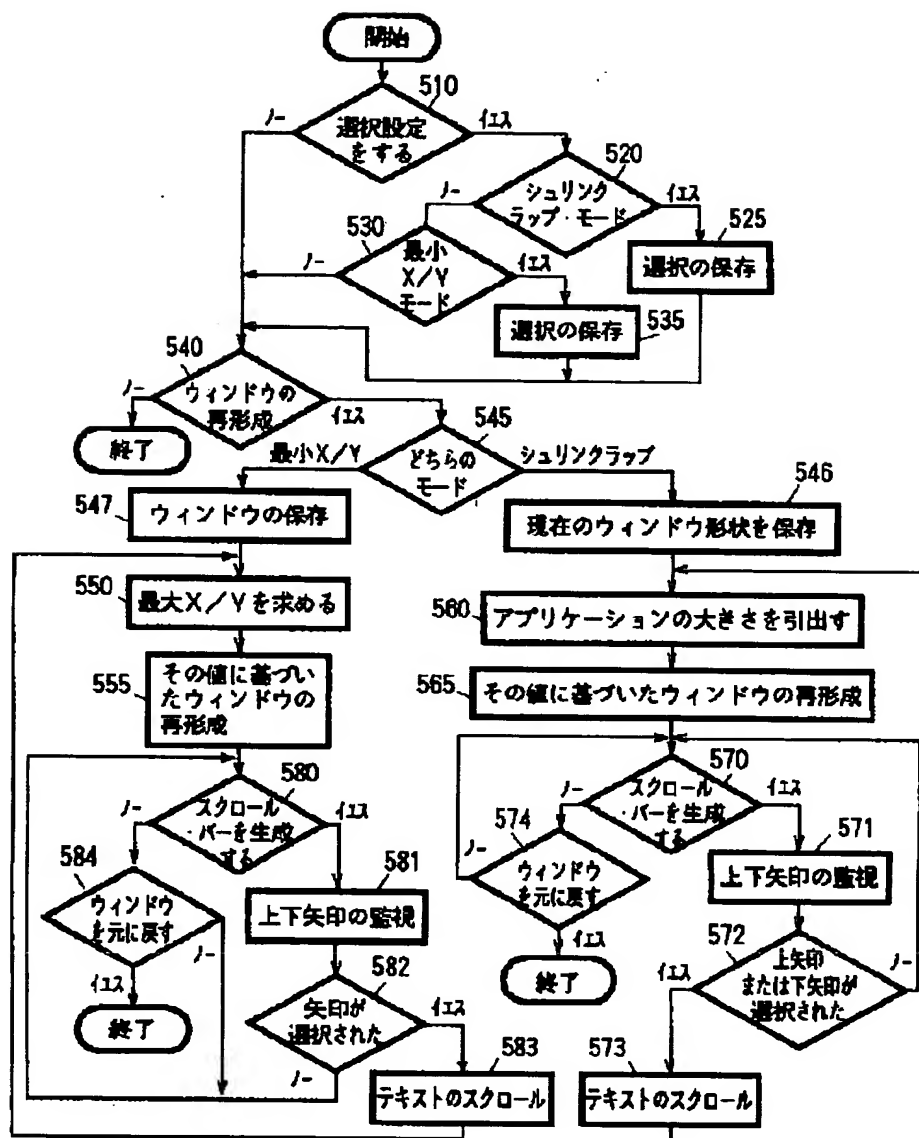 開始
510
ノー
選択設定
をする
イエス
520
ノー
シュリンク
ラップ・モード
イエス
530
525
ノー
最小
X/Y
モード
イエス
選択の保存
選択の保存
535
540
ノー
ウィンドウの
再形成
イエス
545
終了
最小X/Y
どちらの
モード
シュリンクラップ
546
547
ウィンドウの保存
現在のウィンドウ形状を保存
550
最大X/Yを求める
560
アプリケーションの大きさを引出す
555
その値に基づい
たウィンドウの
再形成
565
その値に基づいたウィンドウの再形成
580
ノー
スクロール
・バーを生成
する
イエス
570
ノー
スクロール
・バーを生成
する
イエス
574
571
584
581
ノー
ウィンドウ
を元に戻す
上下矢印の監視
ウィンドウ
を元に戻す
ノー
上下矢印の監視
572
イエス
582
イエス
終了
イエス
上矢印
または下矢印が
選択された
ノー
終了
矢印が
選択された
イエス
ノー
583
573
テキストのスクロール
テキストのスクロール